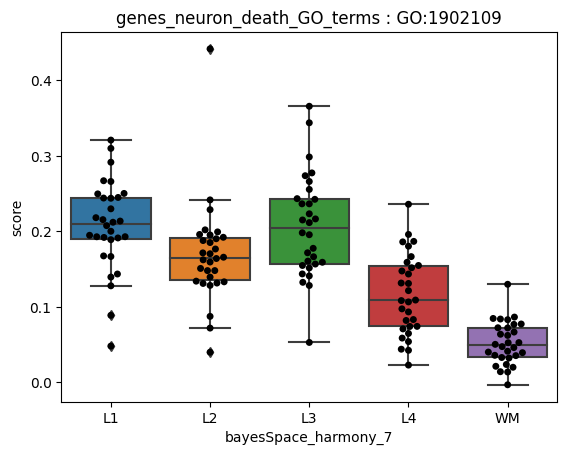 genes_neuron_death_GO_terms : GO:1902109
score
0.4
0.3
0.2
0.1
0.0
L1 L2 L3 L4 WM
bayesSpace_harmony_7